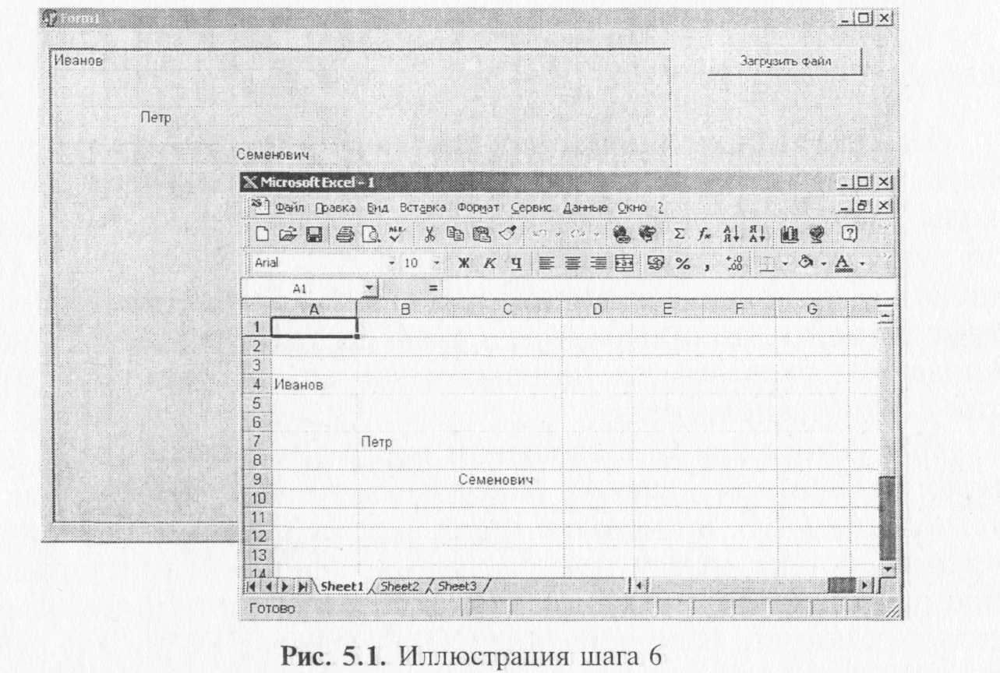 Form1
Иванов
Загрузить файл
Петр
Семенович
Microsoft Excel - 1
Файл Правка Вид Вставка Формат Сервис Данные Окно ?
Arial 10 Ж К Ч % , ,00 A
A1 =
A B C D E F G
1
2
3
4 Иванов
5
6
7 Петр
8
9 Семенович
10
11
12
13
14
Sheet1 Sheet2 Sheet3
Готово
Рис. 5.1. Иллюстрация шага 6